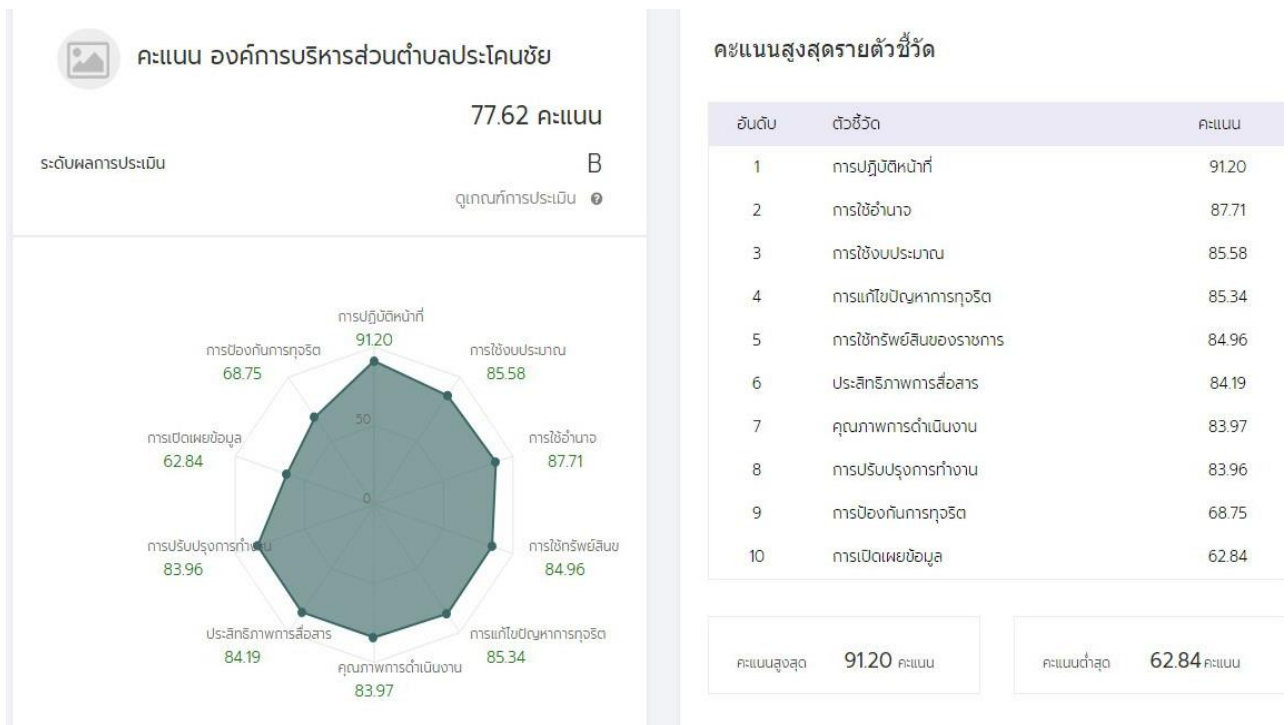 คะแนน องค์การบริหารส่วนตำบลประโคนชัย
77.62 คะแนน
ระดับผลการประเมิน B
ดูเกณฑ์การประเมิน
การปฏิบัติหน้าที่
91.20
การป้องกันการทุจริต
68.75
การใช้งบประมาณ
85.58
50
การเปิดเผยข้อมูล
62.84
การใช้อำนาจ
87.71
0
การปรับปรุงการทำงาน
83.96
การใช้ทรัพย์สินข
84.96
ประสิทธิภาพการสื่อสาร
84.19
การแก้ไขปัญหาการทุจริต
85.34
คุณภาพการดำเนินงาน
83.97
คะแนนสูงสุดรายตัวชี้วัด
อันดับ ตัวชี้วัด คะแนน
1 การปฏิบัติหน้าที่ 91.20
2 การใช้อำนาจ 87.71
3 การใช้งบประมาณ 85.58
4 การแก้ไขปัญหาการทุจริต 85.34
5 การใช้ทรัพย์สินของราชการ 84.96
6 ประสิทธิภาพการสื่อสาร 84.19
7 คุณภาพการดำเนินงาน 83.97
8 การปรับปรุงการทำงาน 83.96
9 การป้องกันการทุจริต 68.75
10 การเปิดเผยข้อมูล 62.84
คะแนนสูงสุด 91.20 คะแนน
คะแนนต่ำสุด 62.84 คะแนน